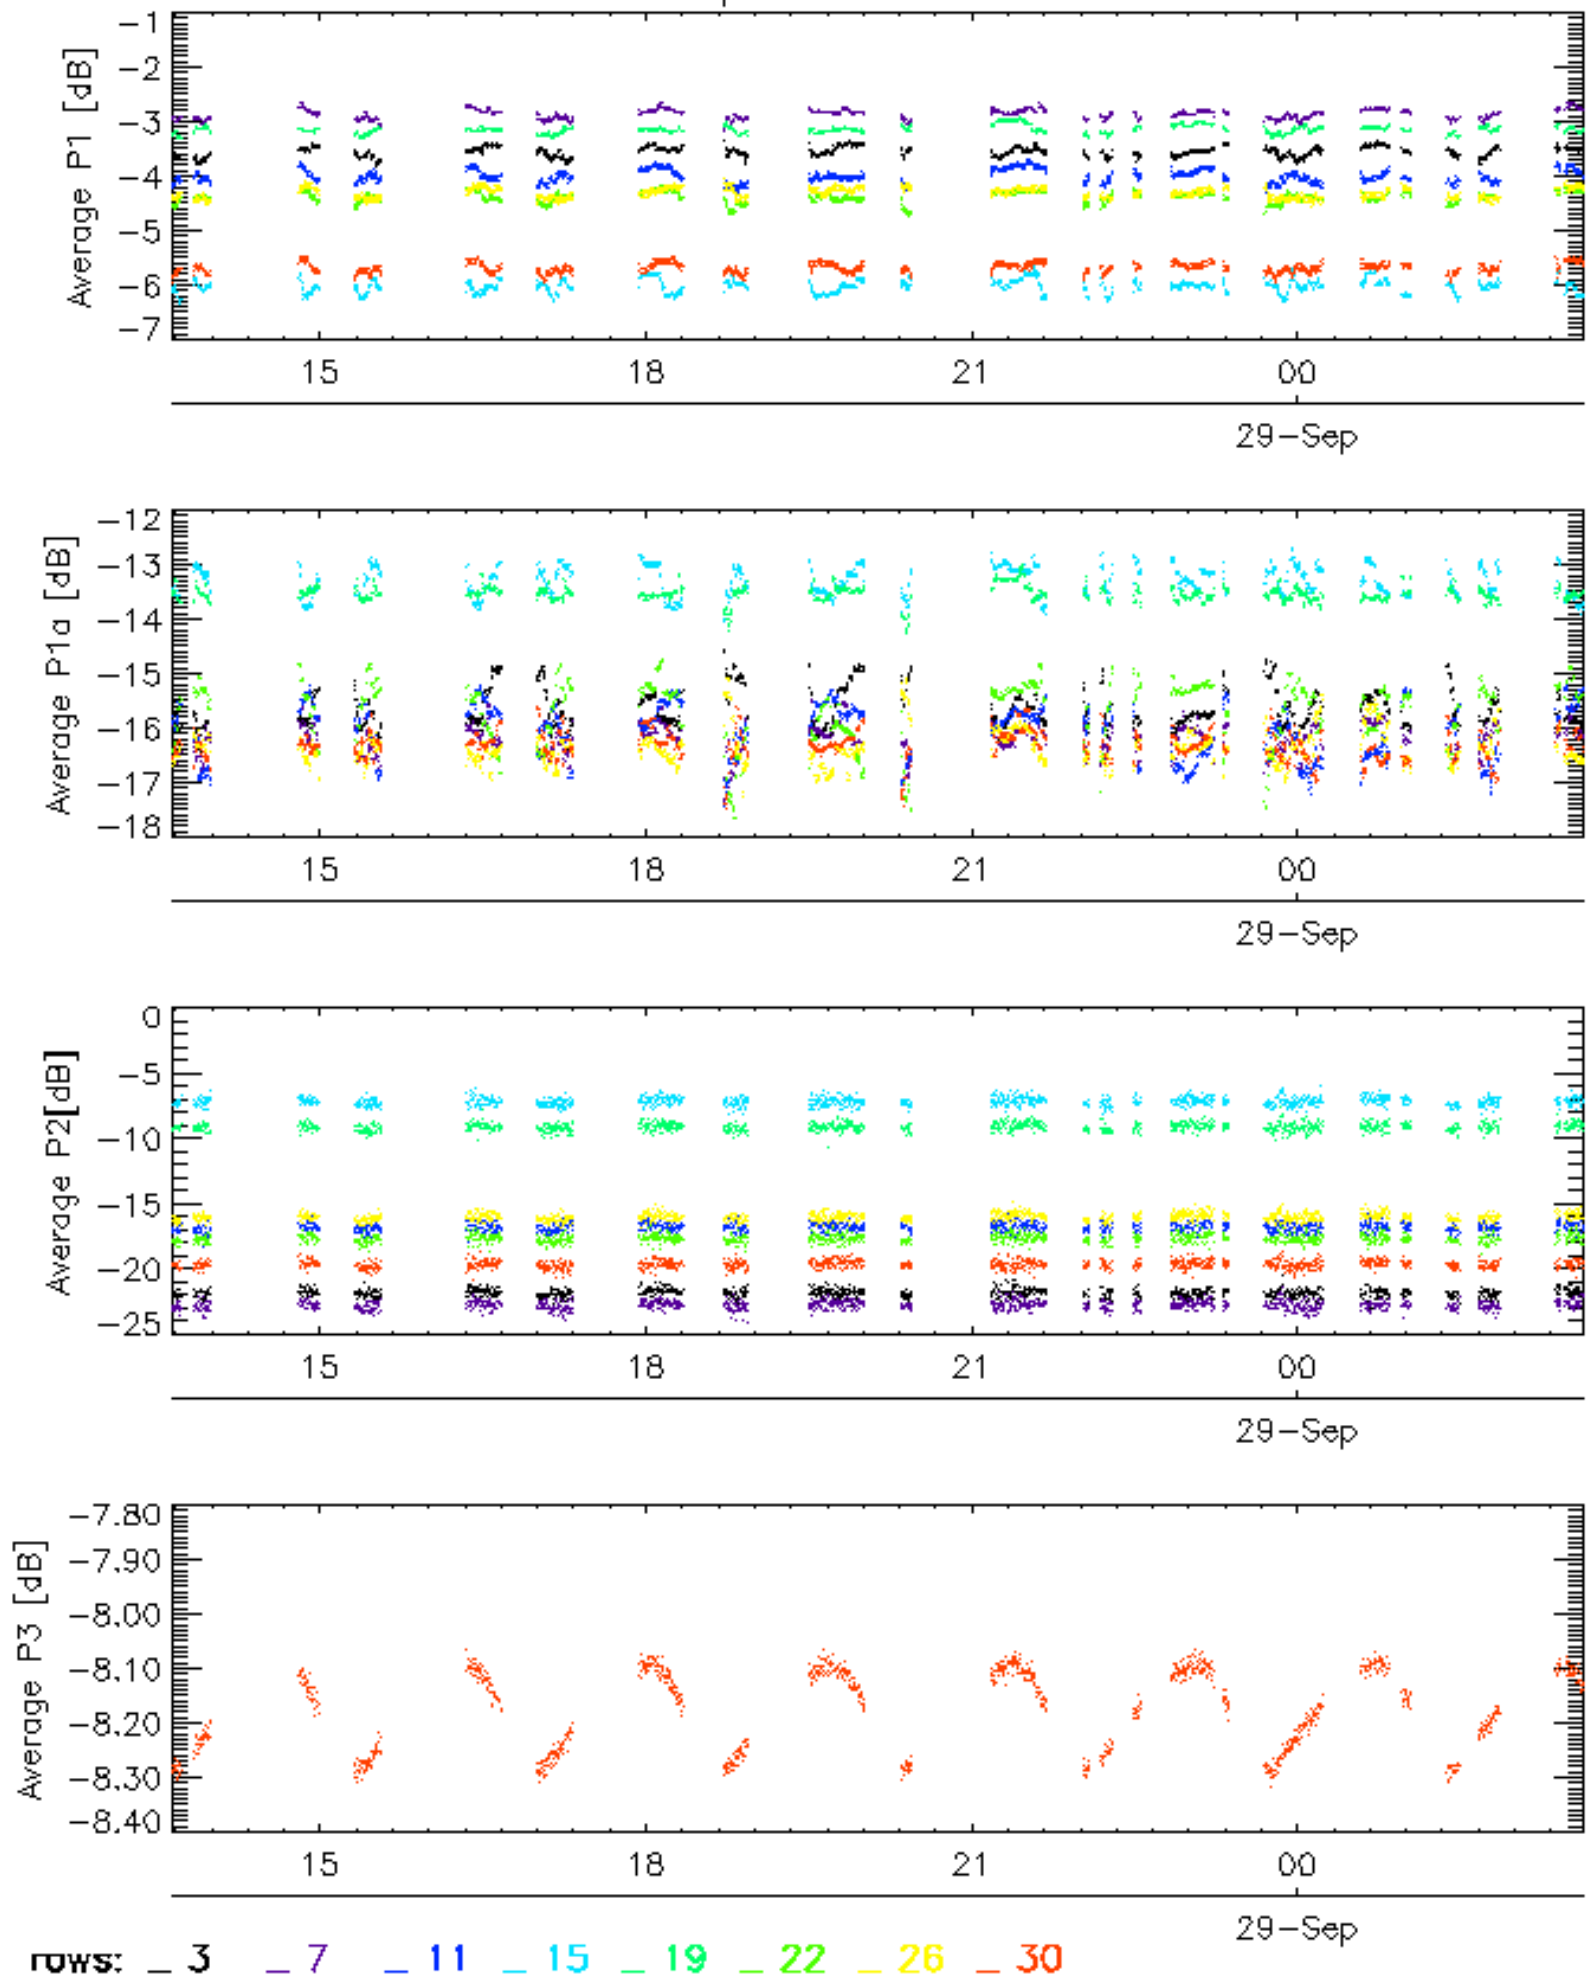 Average P1 [dB]
-1
-2
-3
-4
-5
-6
-7
15 18 21 00
29-Sep
Average P1a [dB]
-12
-13
-14
-15
-16
-17
-18
15 18 21 00
29-Sep
Average P2[dB]
0
-5
-10
-15
-20
-25
15 18 21 00
29-Sep
Average P3 [dB]
-7.80
-7.90
-8.00
-8.10
-8.20
-8.30
-8.40
15 18 21 00
29-Sep
rows: _ 3 _ 7 _ 11 _ 15 _ 19 _ 22 _ 26 _ 30